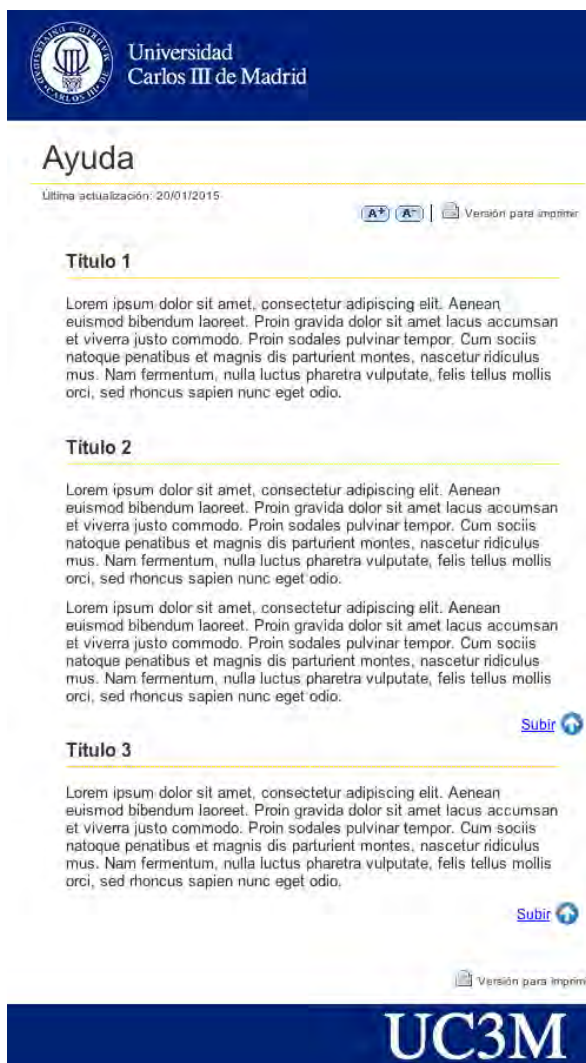 Universidad
Carlos III de Madrid
Ayuda
Última actualización: 20/01/2015
A+ A- | Versión para imprimir
Título 1
Lorem ipsum dolor sit amet, consectetur adipiscing elit. Aenean
euismod bibendum laoreet. Proin gravida dolor sit amet lacus accumsan
et viverra justo commodo. Proin sodales pulvinar tempor. Cum sociis
natoque penatibus et magnis dis parturient montes, nascetur ridiculus
mus. Nam fermentum, nulla luctus pharetra vulputate, felis tellus mollis
orci, sed rhoncus sapien nunc eget odio.
Título 2
Lorem ipsum dolor sit amet, consectetur adipiscing elit. Aenean
euismod bibendum laoreet. Proin gravida dolor sit amet lacus accumsan
et viverra justo commodo. Proin sodales pulvinar tempor. Cum sociis
natoque penatibus et magnis dis parturient montes, nascetur ridiculus
mus. Nam fermentum, nulla luctus pharetra vulputate, felis tellus mollis
orci, sed rhoncus sapien nunc eget odio.
Lorem ipsum dolor sit amet, consectetur adipiscing elit. Aenean
euismod bibendum laoreet. Proin gravida dolor sit amet lacus accumsan
et viverra justo commodo. Proin sodales pulvinar tempor. Cum sociis
natoque penatibus et magnis dis parturient montes, nascetur ridiculus
mus. Nam fermentum, nulla luctus pharetra vulputate, felis tellus mollis
orci, sed rhoncus sapien nunc eget odio.
Subir
Título 3
Lorem ipsum dolor sit amet, consectetur adipiscing elit. Aenean
euismod bibendum laoreet. Proin gravida dolor sit amet lacus accumsan
et viverra justo commodo. Proin sodales pulvinar tempor. Cum sociis
natoque penatibus et magnis dis parturient montes, nascetur ridiculus
mus. Nam fermentum, nulla luctus pharetra vulputate, felis tellus mollis
orci, sed rhoncus sapien nunc eget odio.
Subir
Versión para imprim
UC3M